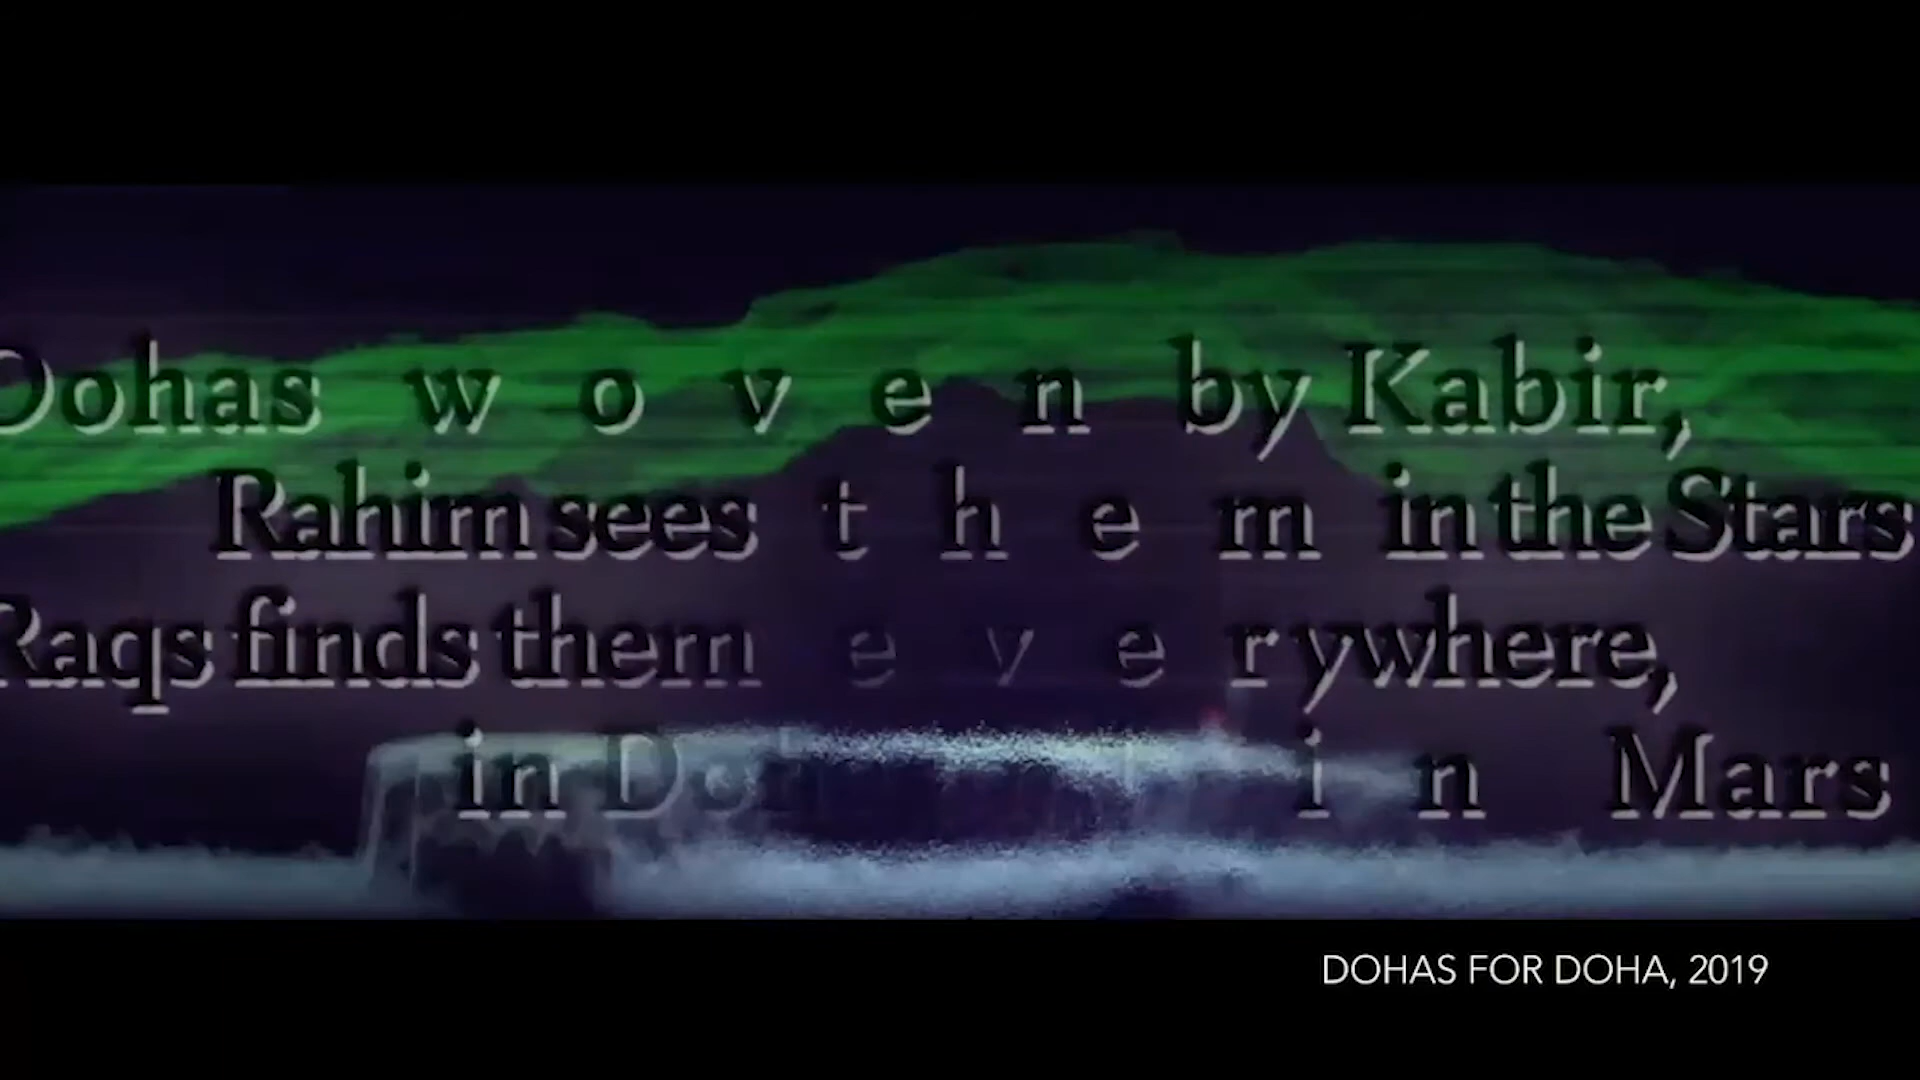 Dohas w o v e n by Kabir,
Rahim sees t h e m in the Stars
Raqs finds them e v e rywhere,
in i n Mars
DOHAS FOR DOHA, 2019